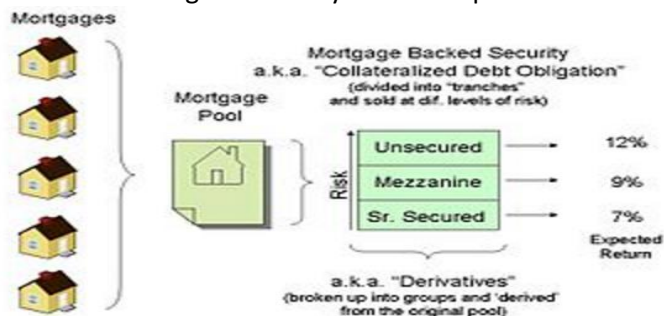 Mortgages
Mortgage Backed Security
a.k.a. "Collateralized Debt Obligation"
(divided into "tranches"
and sold at dif. levels of risk)
Mortgage
Pool
Risk
Unsecured
12%
Mezzanine
9%
Sr. Secured
7%
Expected
Return
a.k.a. "Derivatives"
(broken up into groups and 'derived'
from the original pool)